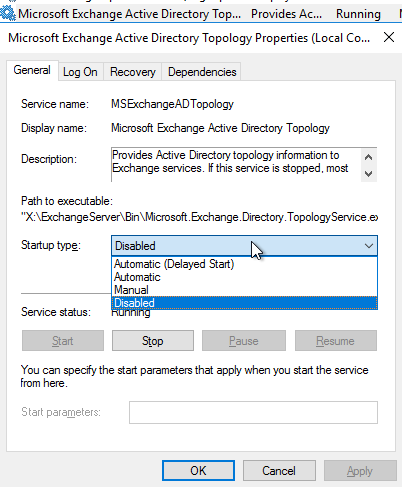 Microsoft Exchange Active Directory Top... Provides Ac... Running
Microsoft Exchange Active Directory Topology Properties (Local Co...
General Log On Recovery Dependencies
Service name: MSExchangeADTopology
Display name: Microsoft Exchange Active Directory Topology
Description: Provides Active Directory topology information to
Exchange services. If this service is stopped, most
Path to executable:
"X:\ExchangeServer\Bin\Microsoft.Exchange.Directory.TopologyService.ex
Startup type: Disabled
Automatic (Delayed Start)
Automatic
Manual
Disabled
Service status: Running
Start Stop Pause Resume
You can specify the start parameters that apply when you start the service
from here.
Start parameters:
OK Cancel Apply